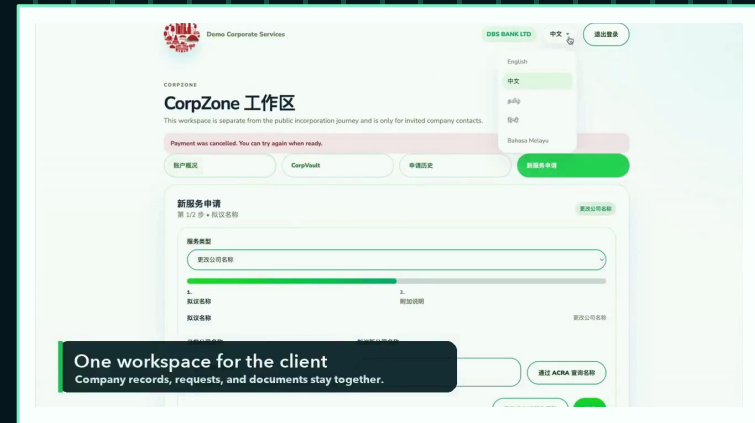 Demo Corporate Services
DBS BANK LTD
中文
退出登录
English
中文
தமிழ்
हिन्दी
Bahasa Melayu
CORPZONE
CorpZone 工作区
This workspace is separate from the public incorporation journey and is only for invited company contacts.
Payment was cancelled. You can try again when ready.
账户概况
CorpVault
申请历史
新服务申请
新服务申请
第 1/2 步 • 拟议名称
更改公司名称
服务类型
更改公司名称
1.
拟议名称
2.
附加说明
拟议名称
更改公司名称
通过 ACRA 查询名称
One workspace for the client
Company records, requests, and documents stay together.